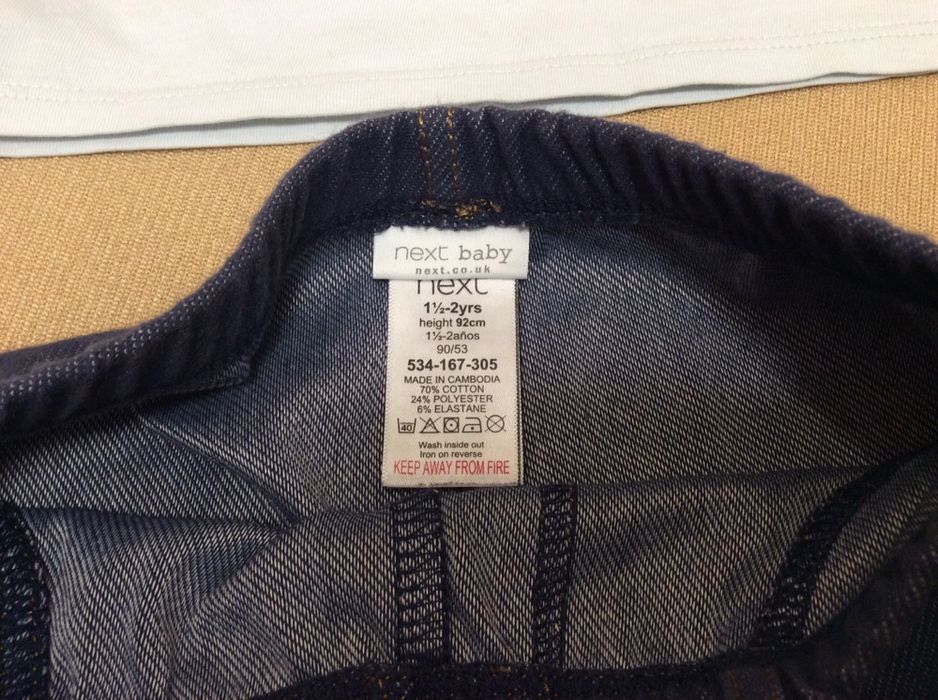 next baby
next.co.uk
next
1½-2yrs
height 92cm
1½-2años
90/53
534-167-305
MADE IN CAMBODIA
70% COTTON
24% POLYESTER
6% ELASTANE
40
Wash inside out
Iron on reverse
KEEP AWAY FROM FIRE